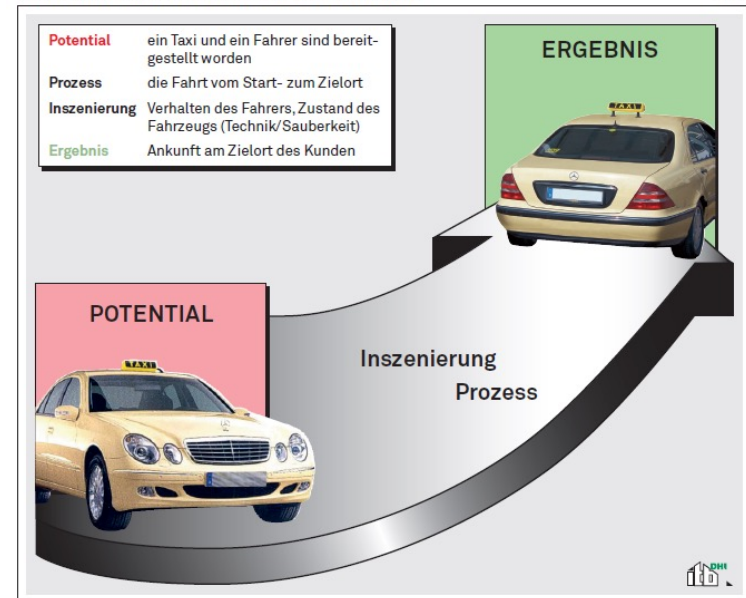 Potential ein Taxi und ein Fahrer sind bereit-
gestellt worden
Prozess die Fahrt vom Start- zum Zielort
Inszenierung Verhalten des Fahrers, Zustand des
Fahrzeugs (Technik/Sauberkeit)
Ergebnis Ankunft am Zielort des Kunden
ERGEBNIS
TAXI
POTENTIAL
TAXI
Inszenierung
Prozess
itb DHI